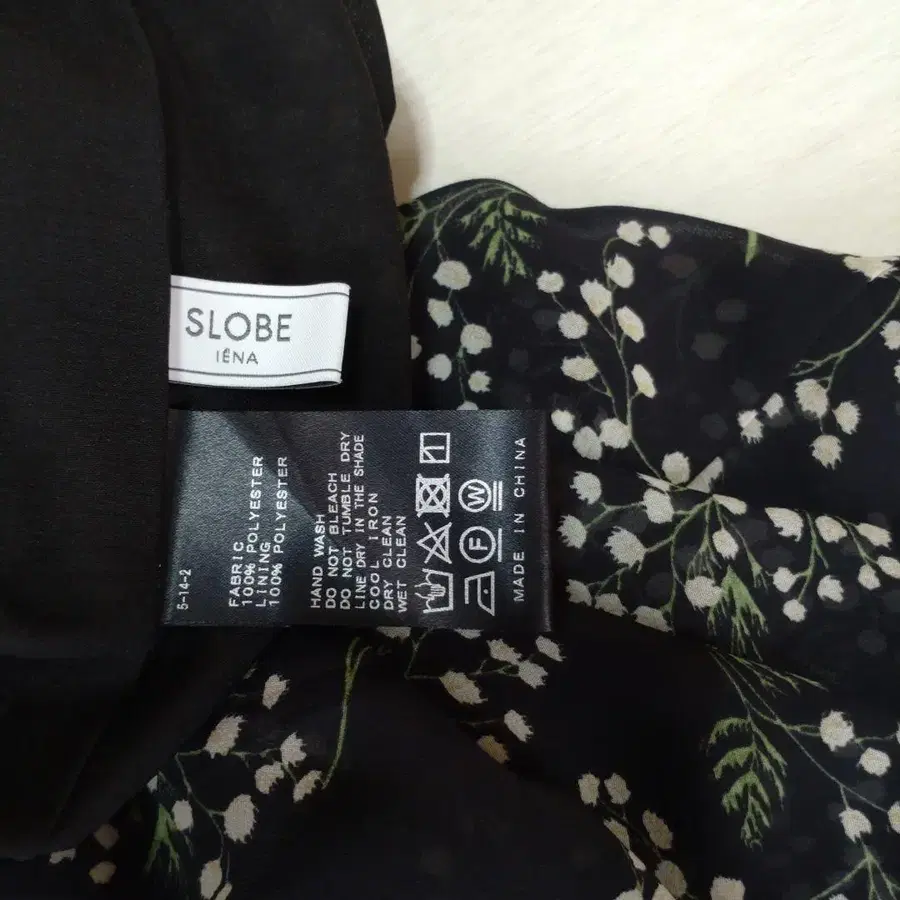 SLOBE
IÉNA
FABRIC
100% POLYESTER
LINING
100% POLYESTER
HAND WASH
DO NOT BLEACH
DO NOT TUMBLE DRY
LINE DRY IN THE SHADE
COOL IRON
DRY CLEAN
WET CLEAN
F
W
MADE IN CHINA
5-14-2